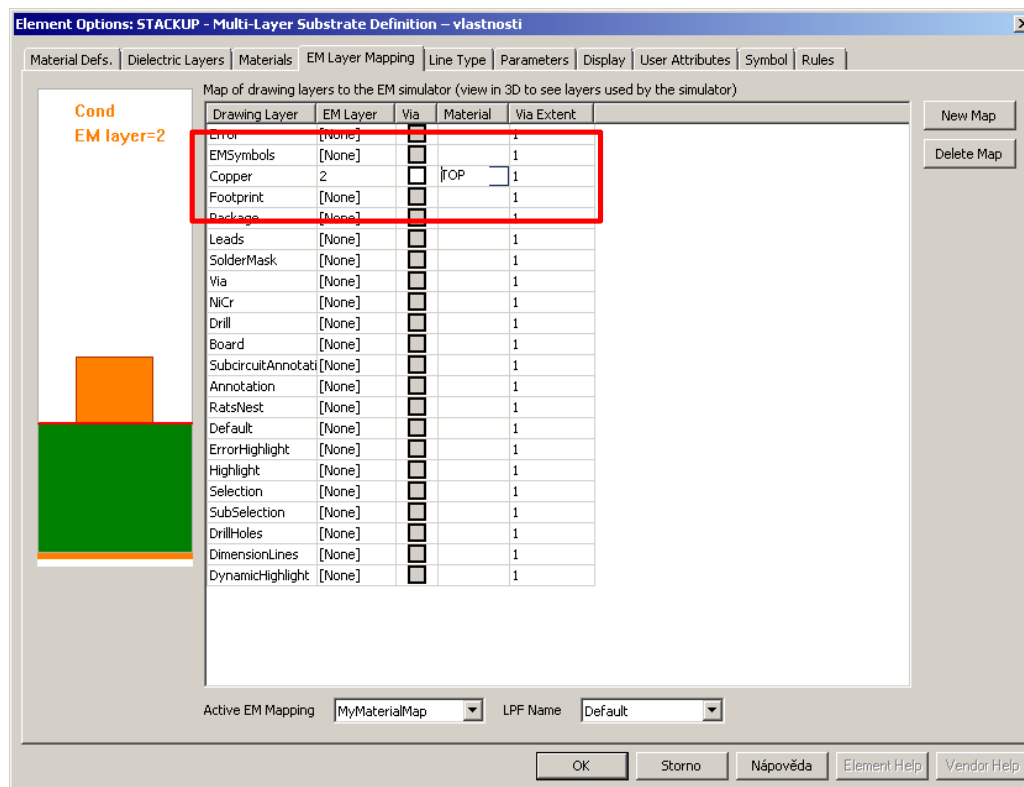 Element Options: STACKUP - Multi-Layer Substrate Definition – vlastnosti
Material Defs. Dielectric Layers Materials EM Layer Mapping Line Type Parameters Display User Attributes Symbol Rules
Map of drawing layers to the EM simulator (view in 3D to see layers used by the simulator)
Cond
EM layer=2
Drawing Layer EM Layer Via Material Via Extent
Error [None] 1
EMSymbols [None] 1
Copper 2 TOP 1
Footprint [None] 1
Package [None] 1
Leads [None] 1
SolderMask [None] 1
Via [None] 1
NiCr [None] 1
Drill [None] 1
Board [None] 1
SubcircuitAnnotati [None] 1
Annotation [None] 1
RatsNest [None] 1
Default [None] 1
ErrorHighlight [None] 1
Highlight [None] 1
Selection [None] 1
SubSelection [None] 1
DrillHoles [None] 1
DimensionLines [None] 1
DynamicHighlight [None] 1
New Map
Delete Map
Active EM Mapping MyMaterialMap LPF Name Default
OK Storno Nápověda Element Help Vendor Help